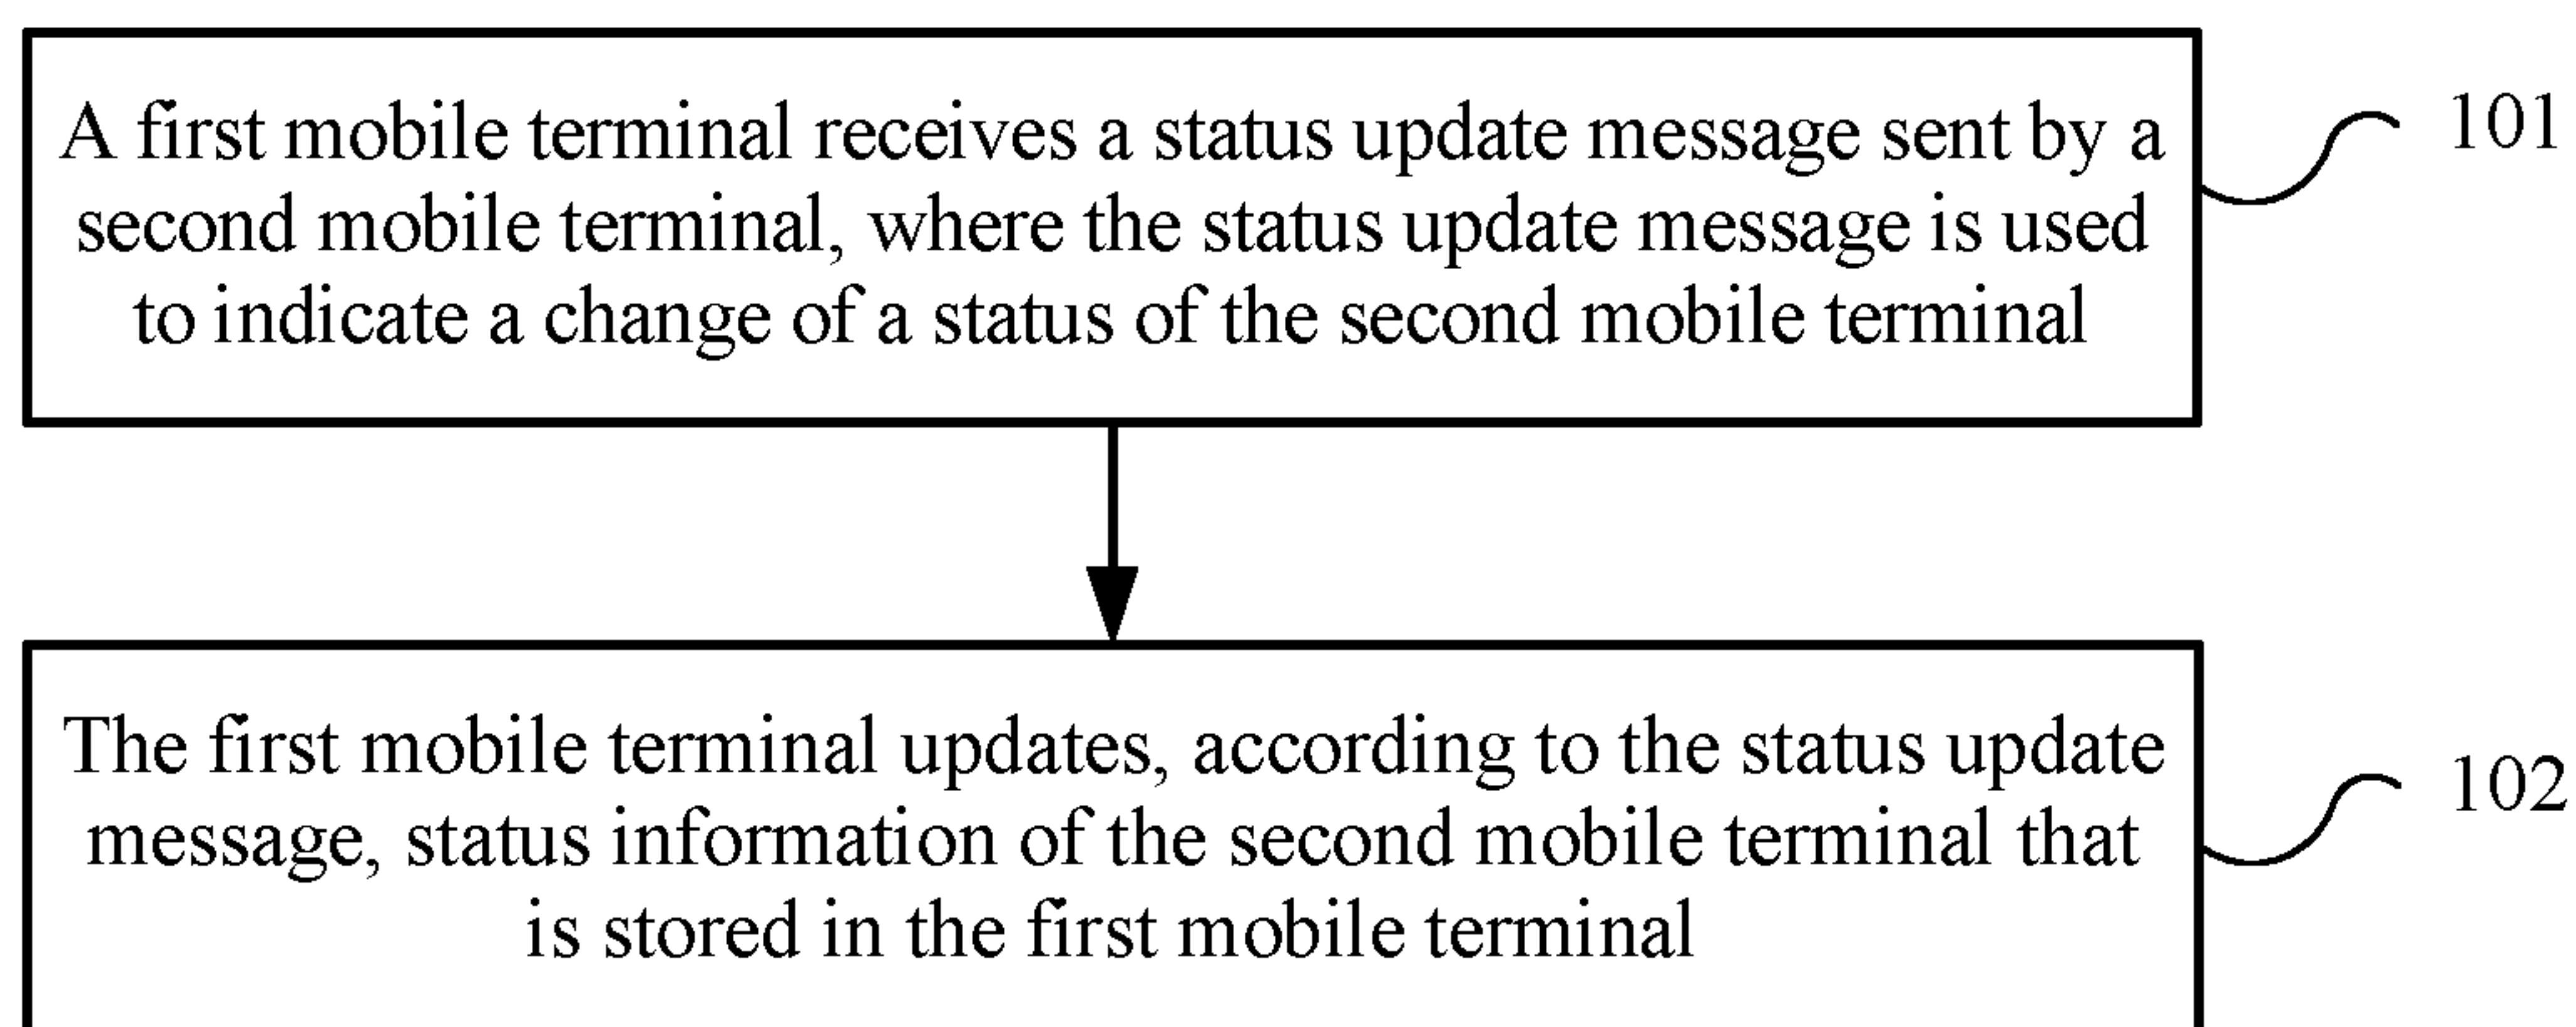 A first mobile terminal receives a status update message sent by a
second mobile terminal, where the status update message is used
to indicate a change of a status of the second mobile terminal
101
The first mobile terminal updates, according to the status update
message, status information of the second mobile terminal that
is stored in the first mobile terminal
102